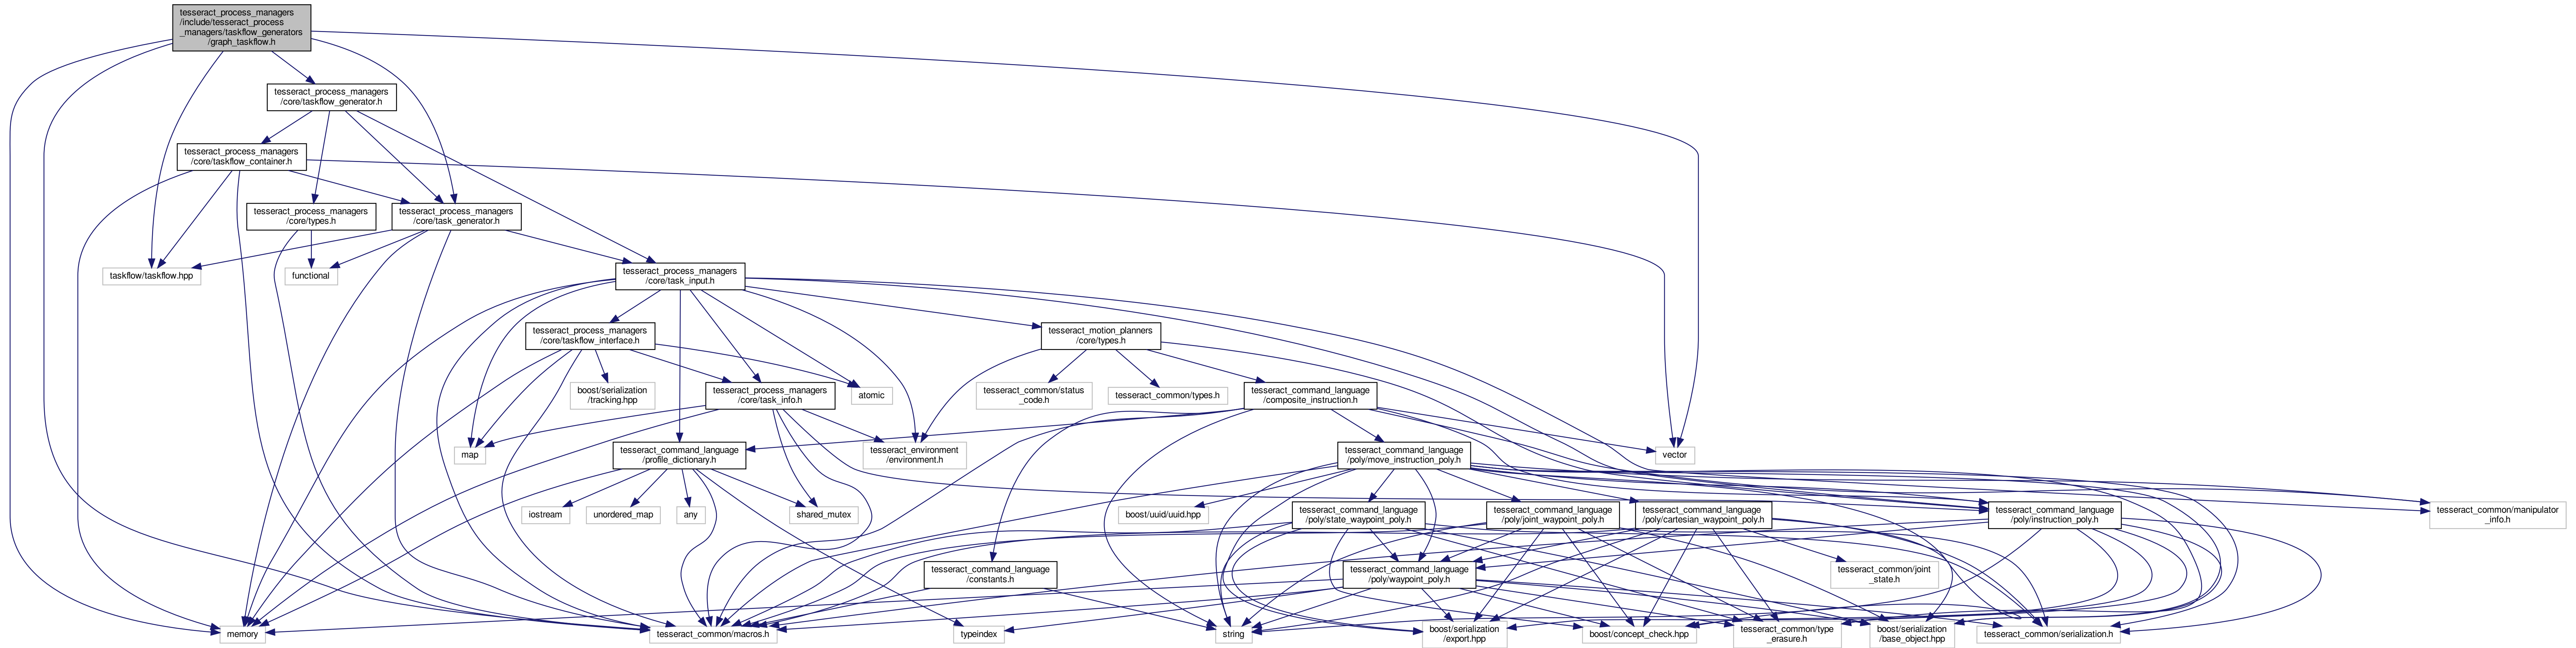 tesseract_process_managers
/include/tesseract_process
_managers/taskflow_generators
/graph_taskflow.h
tesseract_process_managers
/core/taskflow_generator.h
tesseract_process_managers
/core/taskflow_container.h
tesseract_process_managers
/core/types.h
tesseract_process_managers
/core/task_generator.h
taskflow/taskflow.hpp
functional
tesseract_process_managers
/core/task_input.h
tesseract_process_managers
/core/taskflow_interface.h
tesseract_motion_planners
/core/types.h
boost/serialization
/tracking.hpp
tesseract_process_managers
/core/task_info.h
atomic
tesseract_common/status
_code.h
tesseract_common/types.h
tesseract_command_language
/composite_instruction.h
map
tesseract_command_language
/profile_dictionary.h
tesseract_environment
/environment.h
tesseract_command_language
/poly/move_instruction_poly.h
vector
iostream
unordered_map
any
shared_mutex
boost/uuid/uuid.hpp
tesseract_command_language
/poly/state_waypoint_poly.h
tesseract_command_language
/poly/joint_waypoint_poly.h
tesseract_command_language
/poly/cartesian_waypoint_poly.h
tesseract_command_language
/poly/instruction_poly.h
tesseract_common/manipulator
_info.h
tesseract_command_language
/constants.h
tesseract_command_language
/poly/waypoint_poly.h
tesseract_common/joint
_state.h
memory
tesseract_common/macros.h
typeindex
string
boost/serialization
/export.hpp
boost/concept_check.hpp
tesseract_common/type
_erasure.h
boost/serialization
/base_object.hpp
tesseract_common/serialization.h